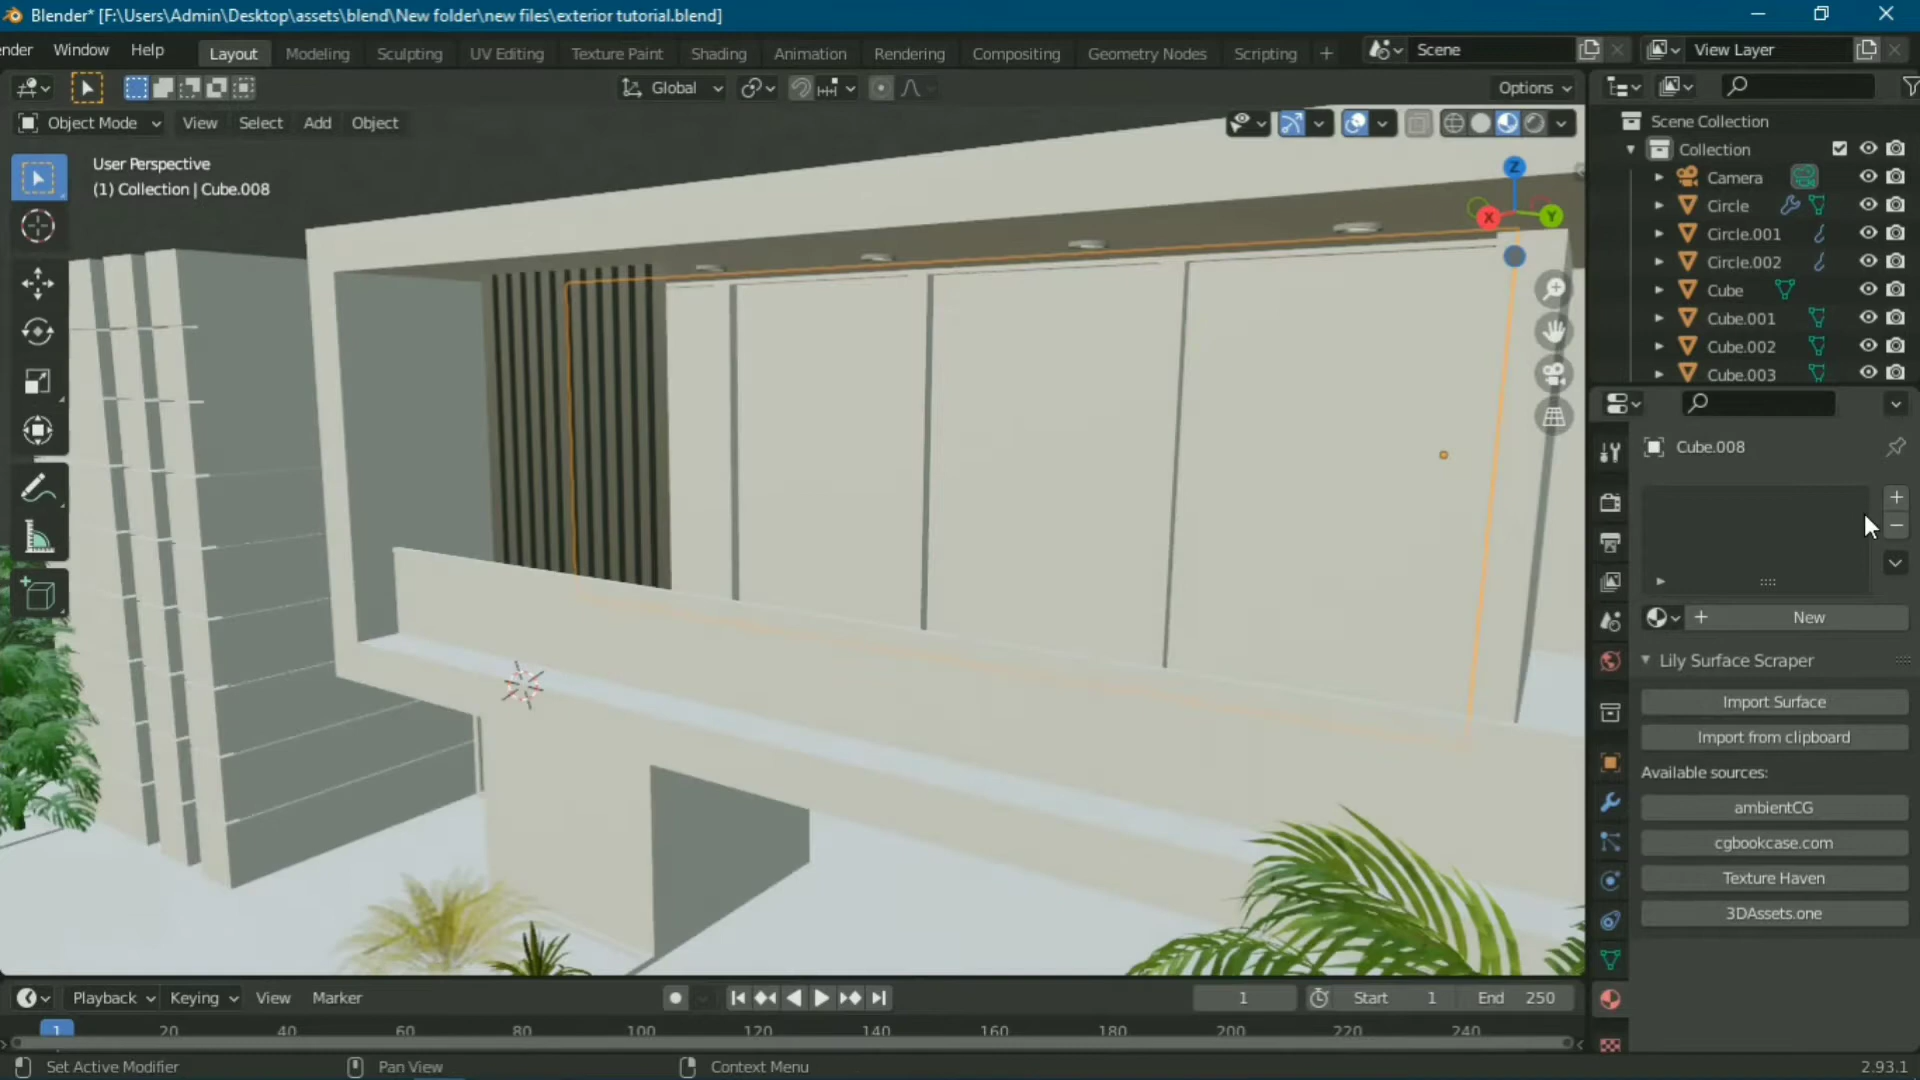 Blender* [F:\Users\Admin\Desktop\assets\blend\New folder\new files\exterior tutorial.blend]
nder Window Help Layout Modeling Sculpting UV Editing Texture Paint Shading Animation Rendering Compositing Geometry Nodes Scripting + Scene View Layer
Global Options
Object Mode View Select Add Object
User Perspective
(1) Collection | Cube.008
Z
X
Y
Scene Collection
Collection
Camera
Circle
Circle.001
Circle.002
Cube
Cube.001
Cube.002
Cube.003
Cube.008
New
Lily Surface Scraper
Import Surface
Import from clipboard
Available sources:
ambientCG
cgbookcase.com
Texture Haven
3DAssets.one
Playback Keying View Marker 1 Start 1 End 250
1 20 40 60 80 100 120 140 160 180 200 220 240
Set Active Modifier Pan View Context Menu 2.93.1